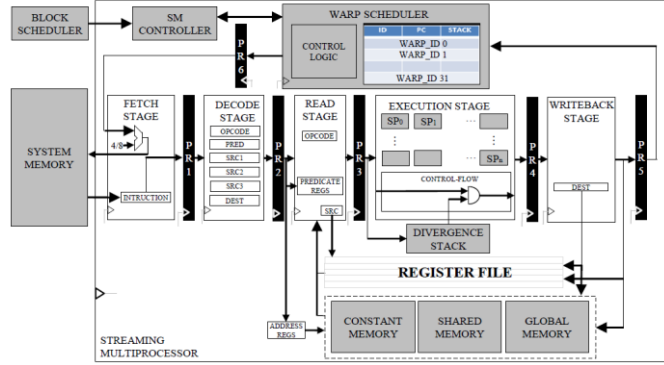 BLOCK
SCHEDULER
SM
CONTROLLER
WARP SCHEDULER
CONTROL
LOGIC
ID PC STACK
WARP_ID 0
WARP_ID 1
WARP_ID 31
PR6
SYSTEM
MEMORY
FETCH
STAGE
4/8
INTRUCTION
PR1
DECODE
STAGE
OPCODE
PRED
SRC1
SRC2
SRC3
DEST
PR2
READ
STAGE
OPCODE
PREDICATE
REGS
SRC
PR3
EXECUTION STAGE
SP0 SP1 ...
... 
SPn
CONTROL-FLOW
DIVERGENCE
STACK
PR4
WRITEBACK
STAGE
DEST
PR5
REGISTER FILE
ADDRESS
REGS
CONSTANT
MEMORY
SHARED
MEMORY
GLOBAL
MEMORY
STREAMING
MULTIPROCESSOR